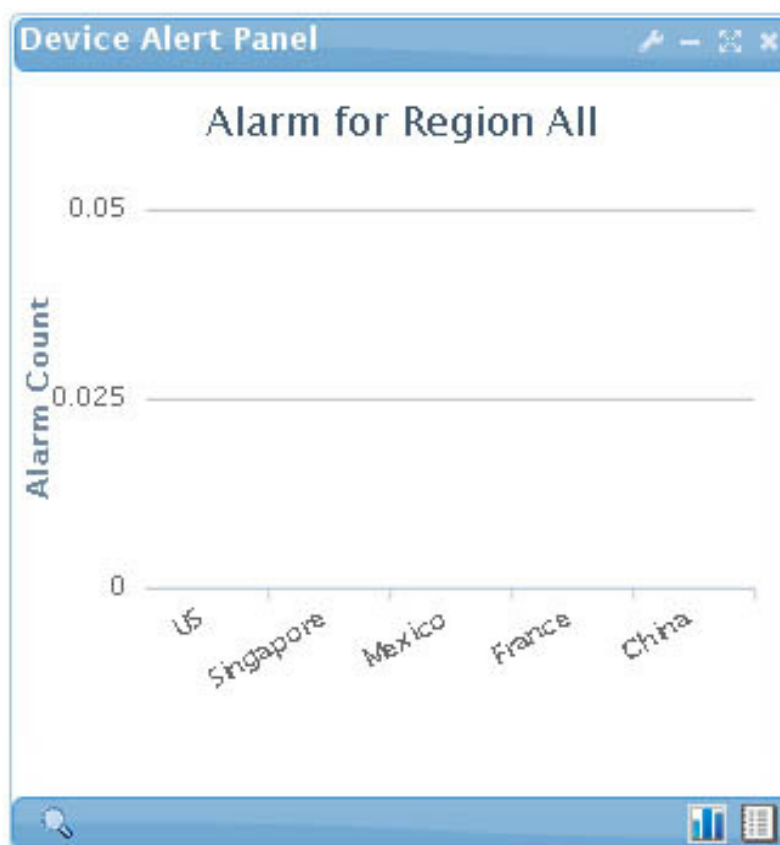 Device Alert Panel
Alarm for Region All
Alarm Count
0.05
0.025
0
US
Singapore
Mexico
France
China